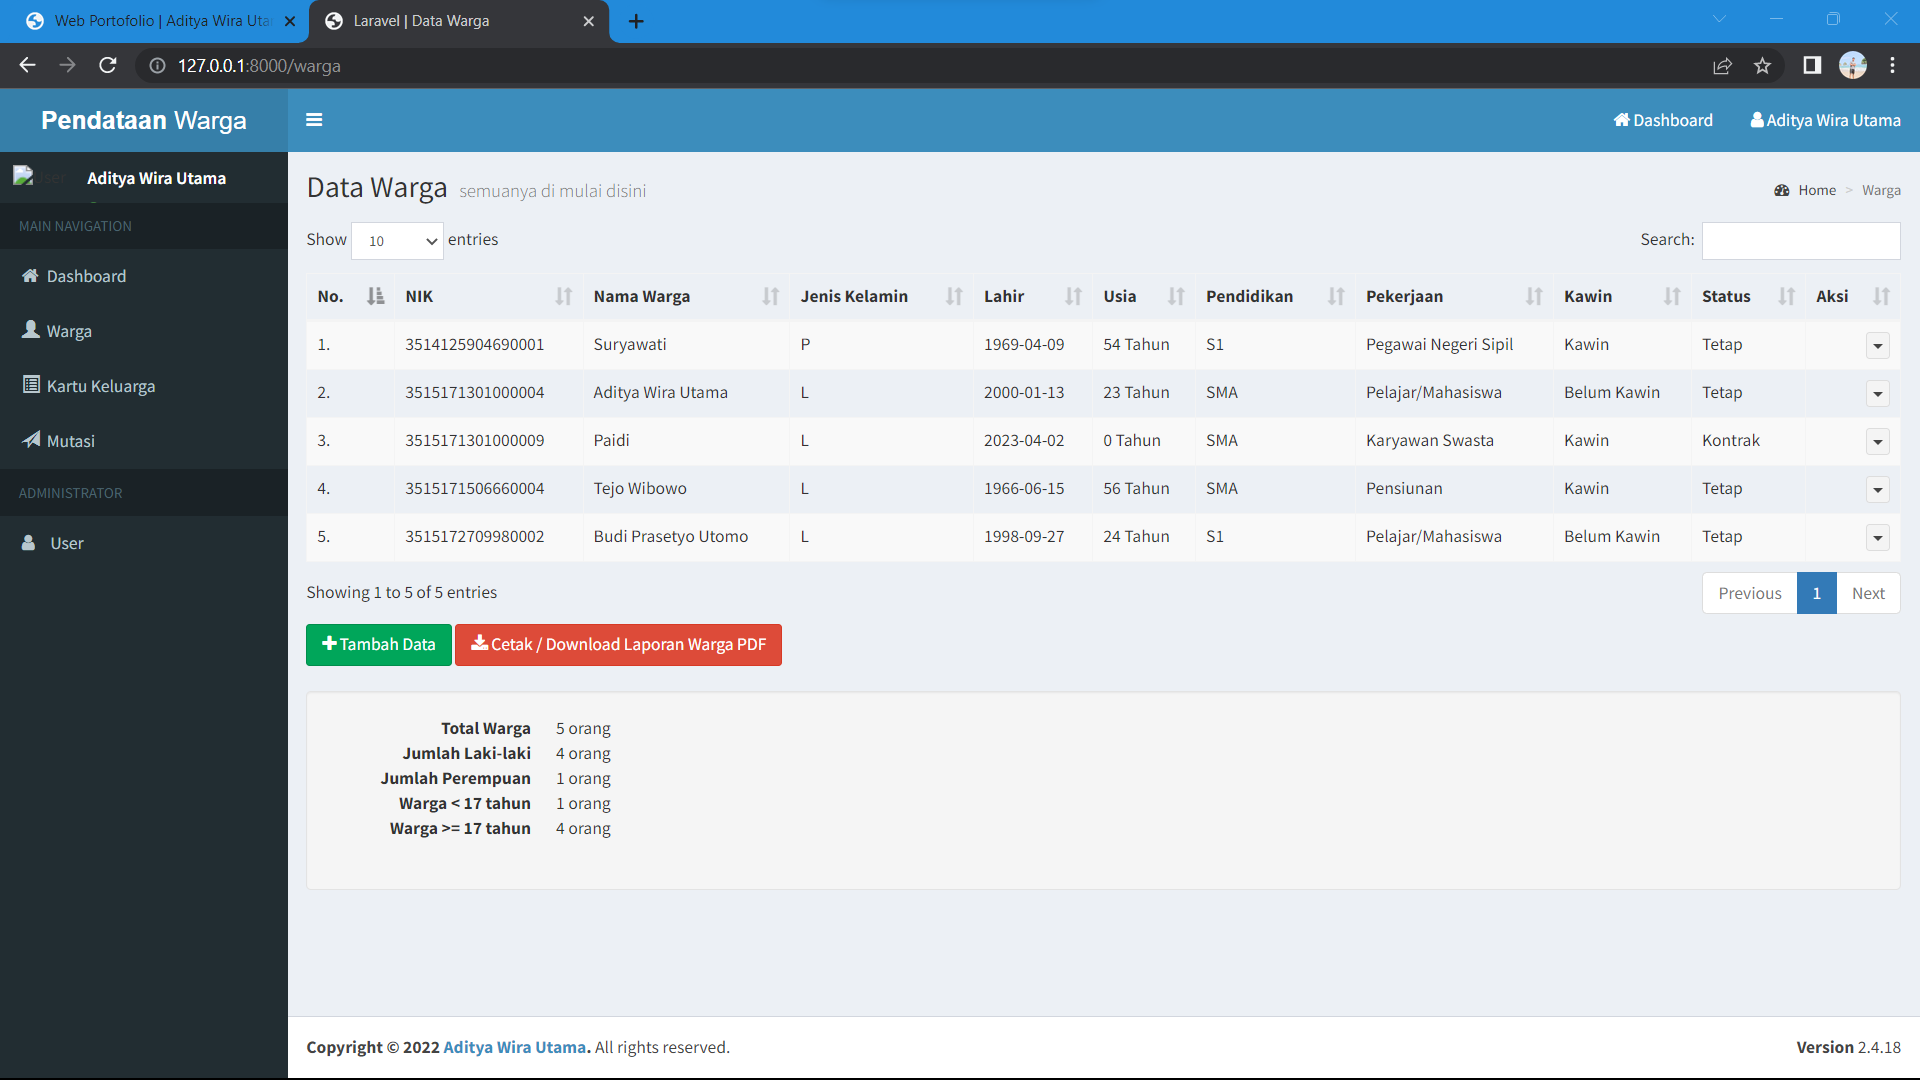 Web Portofolio | Aditya Wira Uta
Laravel | Data Warga
127.0.0.1:8000/warga
Pendataan Warga
Dashboard
Aditya Wira Utama
User
Aditya Wira Utama
MAIN NAVIGATION
Dashboard
Warga
Kartu Keluarga
Mutasi
ADMINISTRATOR
User
Data Warga semuanya di mulai disini
Home > Warga
Show 10 entries
Search:
No. NIK Nama Warga Jenis Kelamin Lahir Usia Pendidikan Pekerjaan Kawin Status Aksi
1. 3514125904690001 Suryawati P 1969-04-09 54 Tahun S1 Pegawai Negeri Sipil Kawin Tetap
2. 3515171301000004 Aditya Wira Utama L 2000-01-13 23 Tahun SMA Pelajar/Mahasiswa Belum Kawin Tetap
3. 3515171301000009 Paidi L 2023-04-02 0 Tahun SMA Karyawan Swasta Kawin Kontrak
4. 3515171506660004 Tejo Wibowo L 1966-06-15 56 Tahun SMA Pensiunan Kawin Tetap
5. 3515172709980002 Budi Prasetyo Utomo L 1998-09-27 24 Tahun S1 Pelajar/Mahasiswa Belum Kawin Tetap
Showing 1 to 5 of 5 entries
Previous 1 Next
Tambah Data
Cetak / Download Laporan Warga PDF
Total Warga 5 orang
Jumlah Laki-laki 4 orang
Jumlah Perempuan 1 orang
Warga < 17 tahun 1 orang
Warga >= 17 tahun 4 orang
Copyright © 2022 Aditya Wira Utama. All rights reserved.
Version 2.4.18